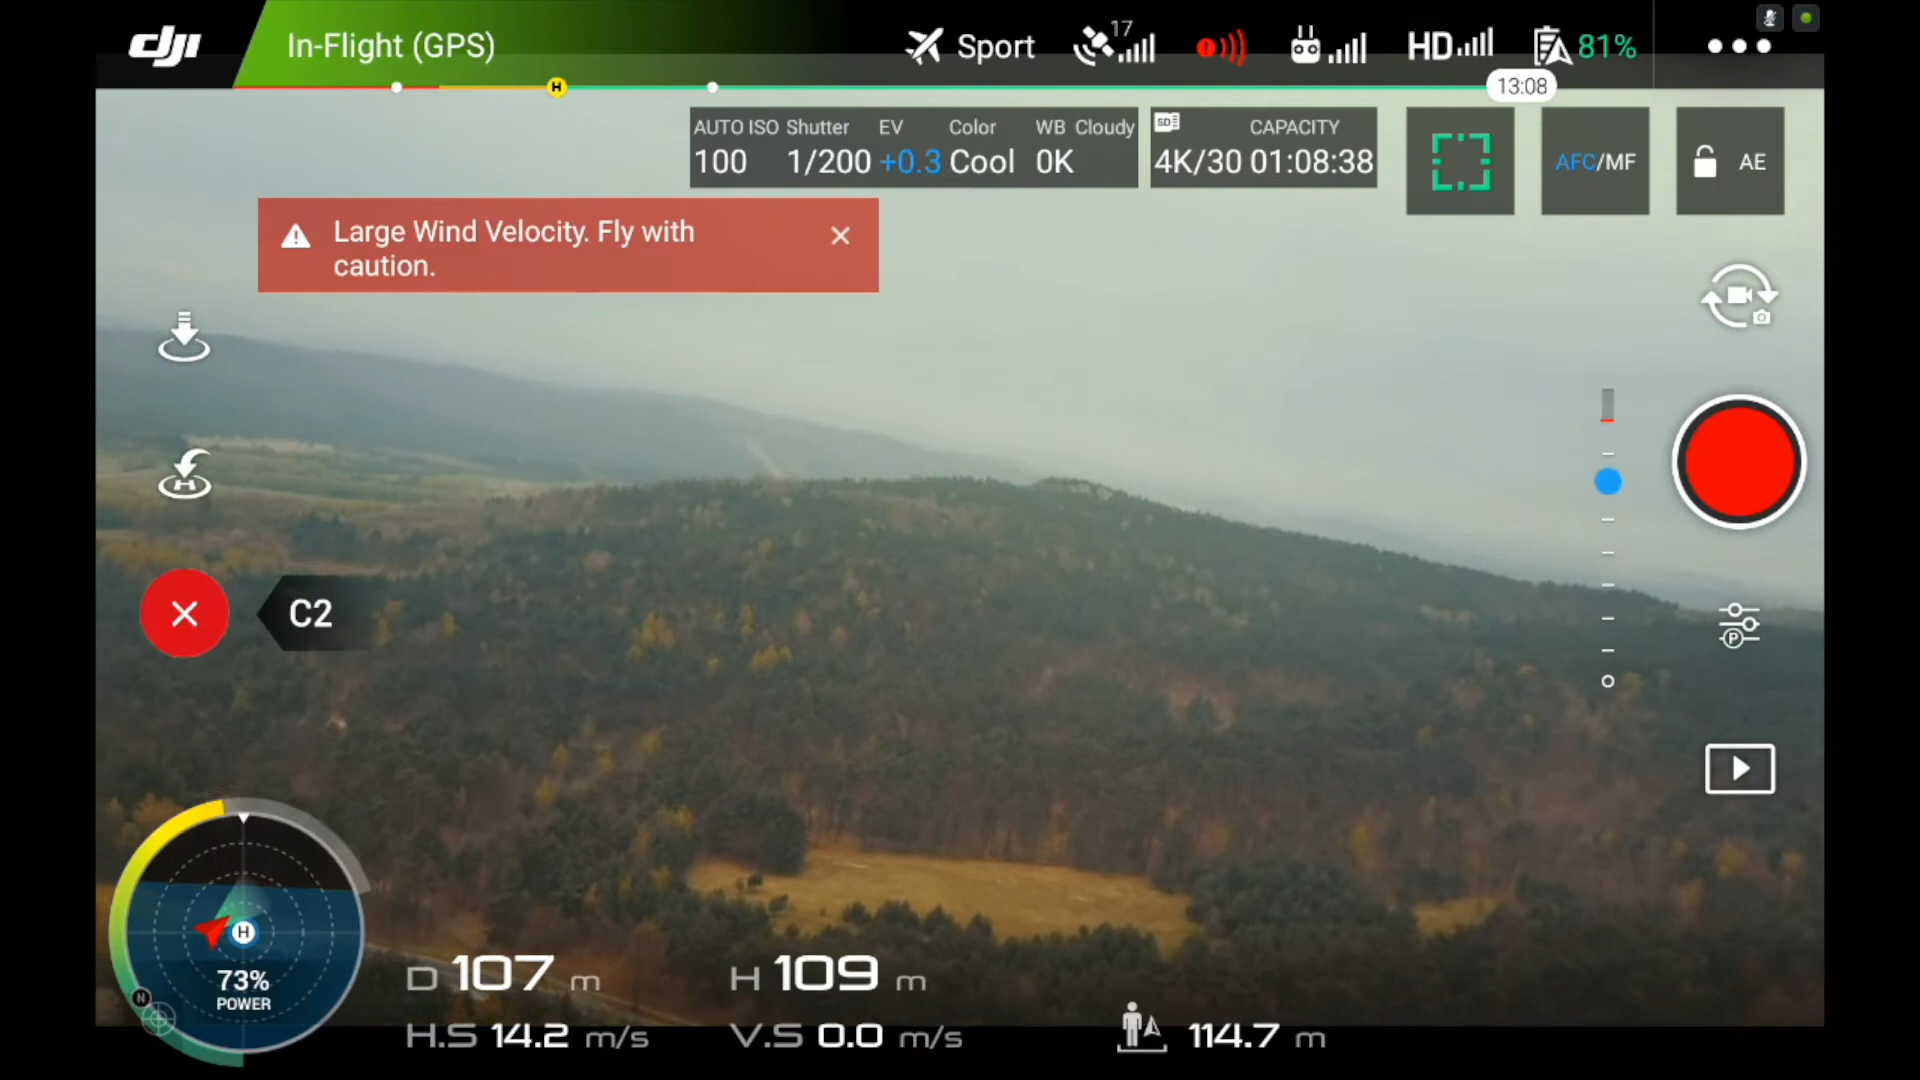 dji In-Flight (GPS) Sport 17 HD 81% •••
H 13:08
AUTO ISO Shutter EV Color WB Cloudy SD CAPACITY
100 1/200 +0.3 Cool 0K 4K/30 01:08:38 AFC/MF AE
Large Wind Velocity. Fly with
caution.
H
C2
P
H
73%
POWER
N
D 107 m H 109 m
H.S 14.2 m/s V.S 0.0 m/s 114.7 m